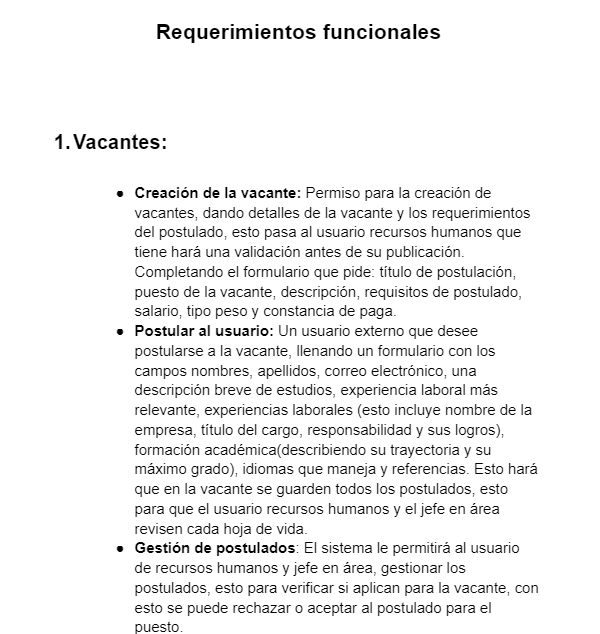 Requerimientos funcionales
1. Vacantes:
● Creación de la vacante: Permiso para la creación de
vacantes, dando detalles de la vacante y los requerimientos
del postulado, esto pasa al usuario recursos humanos que
tiene hará una validación antes de su publicación.
Completando el formulario que pide: título de postulación,
puesto de la vacante, descripción, requisitos de postulado,
salario, tipo peso y constancia de paga.
● Postular al usuario: Un usuario externo que desee
postularse a la vacante, llenando un formulario con los
campos nombres, apellidos, correo electrónico, una
descripción breve de estudios, experiencia laboral más
relevante, experiencias laborales (esto incluye nombre de la
empresa, título del cargo, responsabilidad y sus logros),
formación académica(describiendo su trayectoria y su
máximo grado), idiomas que maneja y referencias. Esto hará
que en la vacante se guarden todos los postulados, esto
para que el usuario recursos humanos y el jefe en área
revisen cada hoja de vida.
● Gestión de postulados: El sistema le permitirá al usuario
de recursos humanos y jefe en área, gestionar los
postulados, esto para verificar si aplican para la vacante, con
esto se puede rechazar o aceptar al postulado para el
puesto.